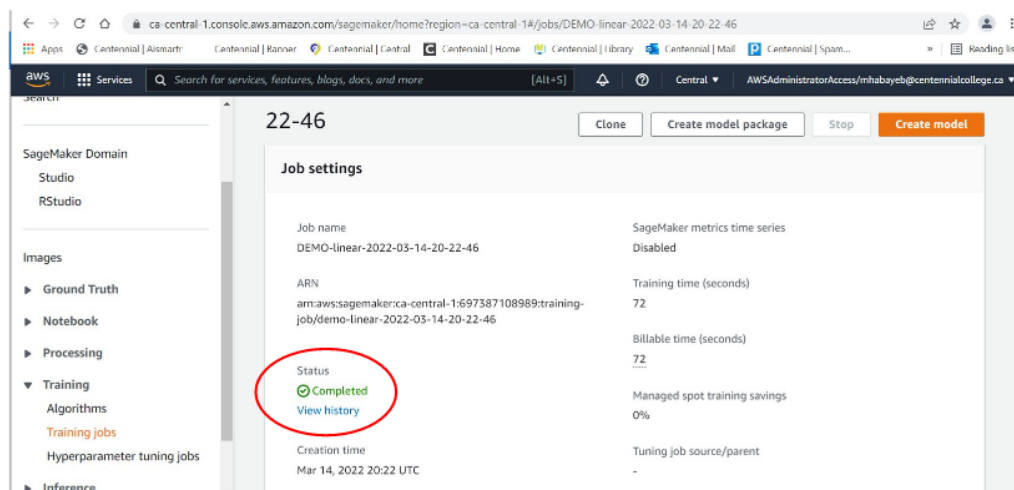 ca-central-1.console.aws.amazon.com/sagemaker/home?region=ca-central-1#/jobs/DEMO-linear-2022-03-14-20-22-46
Apps Centennial | Aismartr Centennial | Banner Centennial | Central Centennial | Home Centennial | Library Centennial | Mail Centennial | Spam... » Reading lis
aws Services Search for services, features, blogs, docs, and more [Alt+S] Central AWSAdministratorAccess/mhabayeb@centennialcollege.ca
Search
SageMaker Domain
Studio
RStudio
Images
Ground Truth
Notebook
Processing
Training
Algorithms
Training jobs
Hyperparameter tuning jobs
Inference
22-46
Clone Create model package Stop Create model
Job settings
Job name
DEMO-linear-2022-03-14-20-22-46
ARN
arn:aws:sagemaker:ca-central-1:697387108989:training-
job/demo-linear-2022-03-14-20-22-46
Status
Completed
View history
Creation time
Mar 14, 2022 20:22 UTC
SageMaker metrics time series
Disabled
Training time (seconds)
72
Billable time (seconds)
72
Managed spot training savings
0%
Tuning job source/parent
-